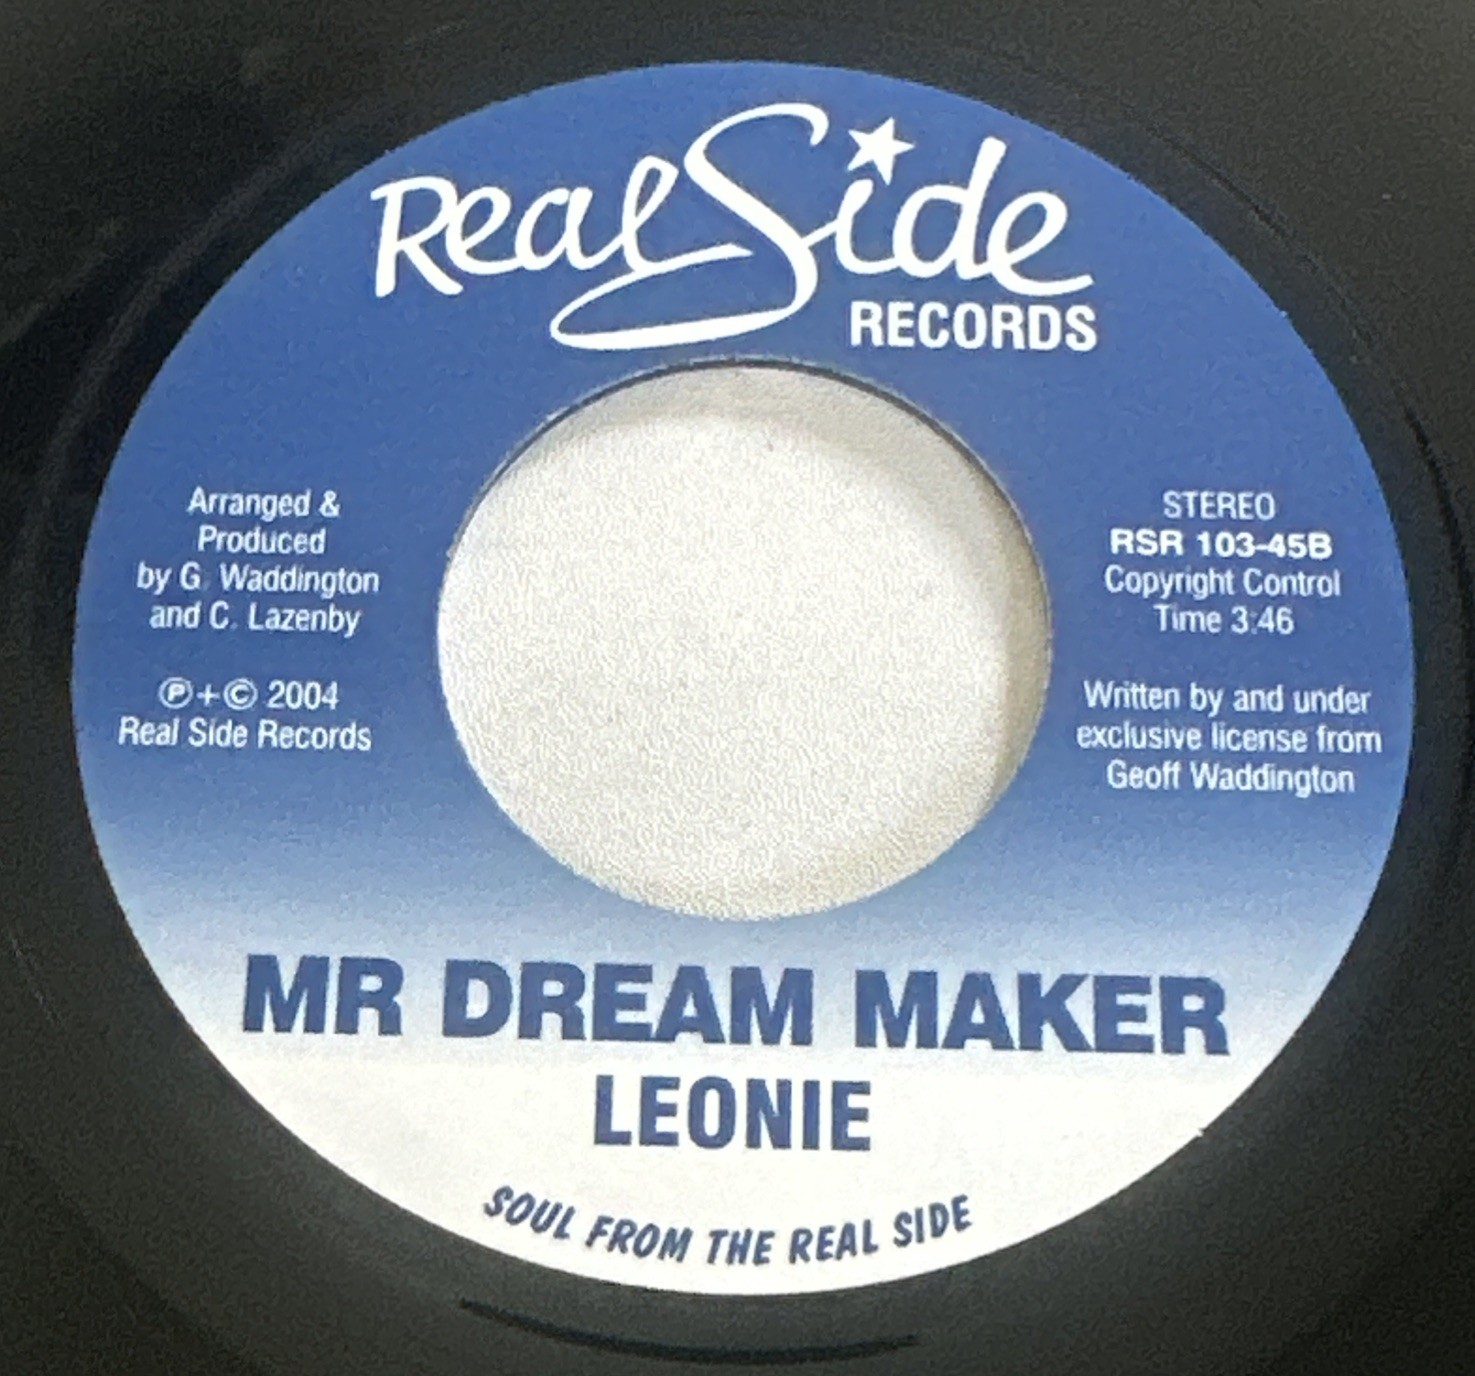 Real Side
RECORDS
Arranged &
Produced
by G. Waddington
and C. Lazenby
℗+© 2004
Real Side Records
STEREO
RSR 103-45B
Copyright Control
Time 3:46
Written by and under
exclusive license from
Geoff Waddington
MR DREAM MAKER
LEONIE
SOUL FROM THE REAL SIDE